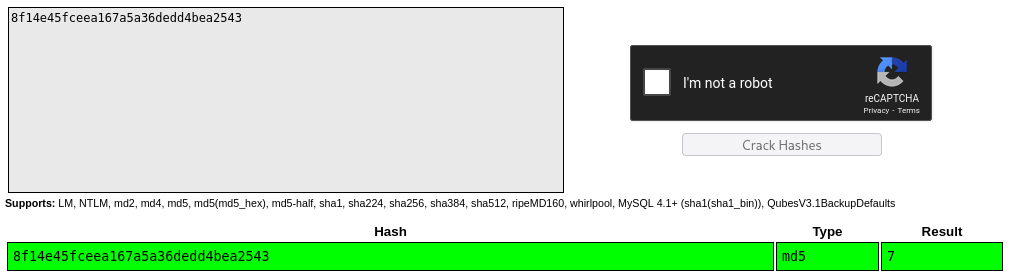 8f14e45fceea167a5a36dedd4bea2543
I'm not a robot
reCAPTCHA
Privacy - Terms
Crack Hashes
Supports: LM, NTLM, md2, md4, md5, md5(md5_hex), md5-half, sha1, sha224, sha256, sha384, sha512, ripeMD160, whirlpool, MySQL 4.1+ (sha1(sha1_bin)), QubesV3.1BackupDefaults
Hash Type Result
8f14e45fceea167a5a36dedd4bea2543 md5 7